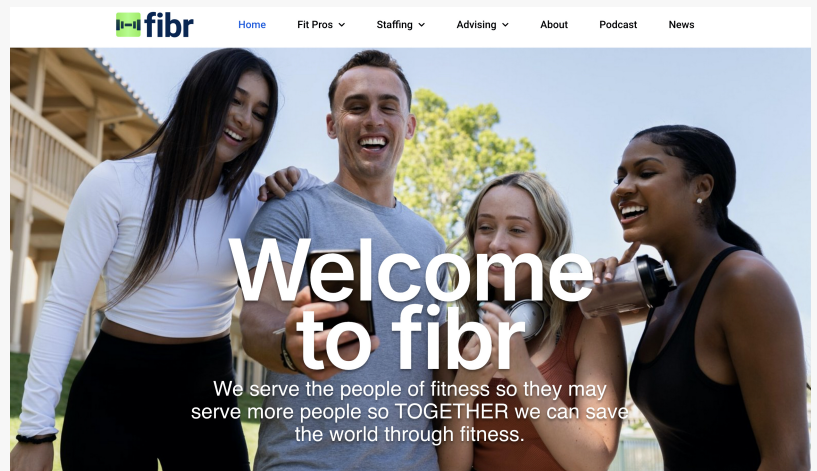 fibr
Home Fit Pros Staffing Advising About Podcast News
Welcome
to fibr
We serve the people of fitness so they may
serve more people so TOGETHER we can save
the world through fitness.